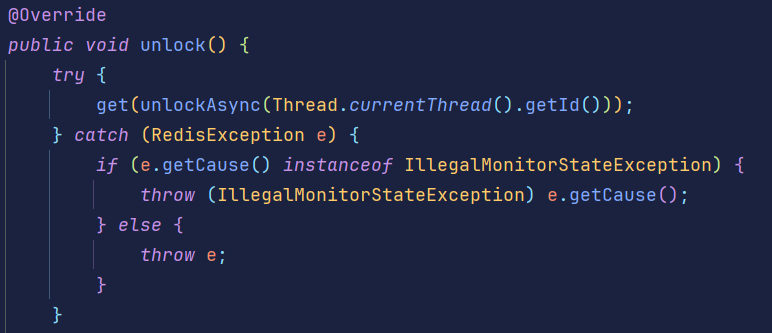 @Override
public void unlock() {
    try {
        get(unlockAsync(Thread.currentThread().getId()));
    } catch (RedisException e) {
        if (e.getCause() instanceof IllegalMonitorStateException) {
            throw (IllegalMonitorStateException) e.getCause();
        } else {
            throw e;
        }
    }